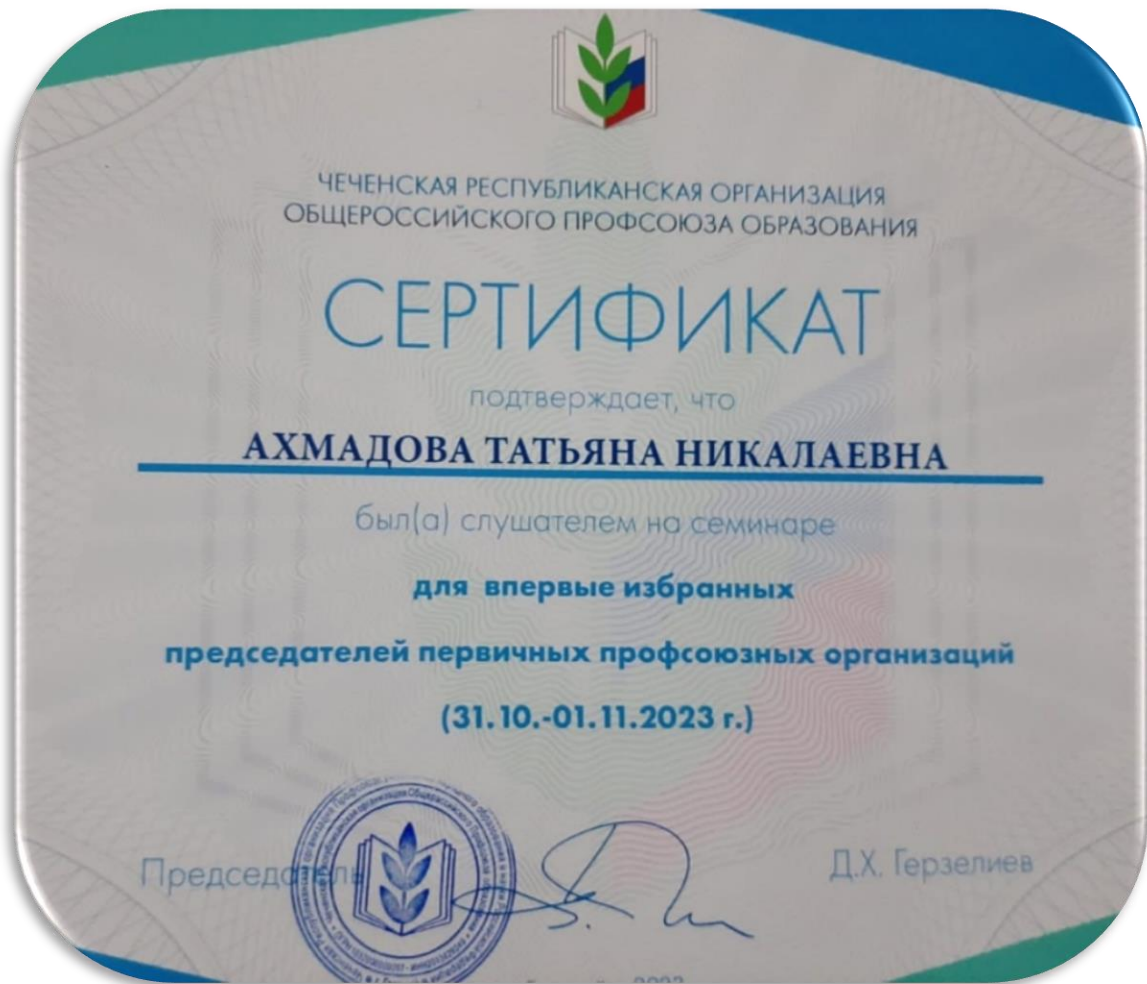 ЧЕЧЕНСКАЯ РЕСПУБЛИКАНСКАЯ ОРГАНИЗАЦИЯ
ОБЩЕРОССИЙСКОГО ПРОФСОЮЗА ОБРАЗОВАНИЯ
СЕРТИФИКАТ
подтверждает, что
АХМАДОВА ТАТЬЯНА НИКАЛАЕВНА
был(а) слушателем на семинаре
для впервые избранных
председателей первичных профсоюзных организаций
(31.10.-01.11.2023 г.)
Председатель Д.Х. Герзелиев